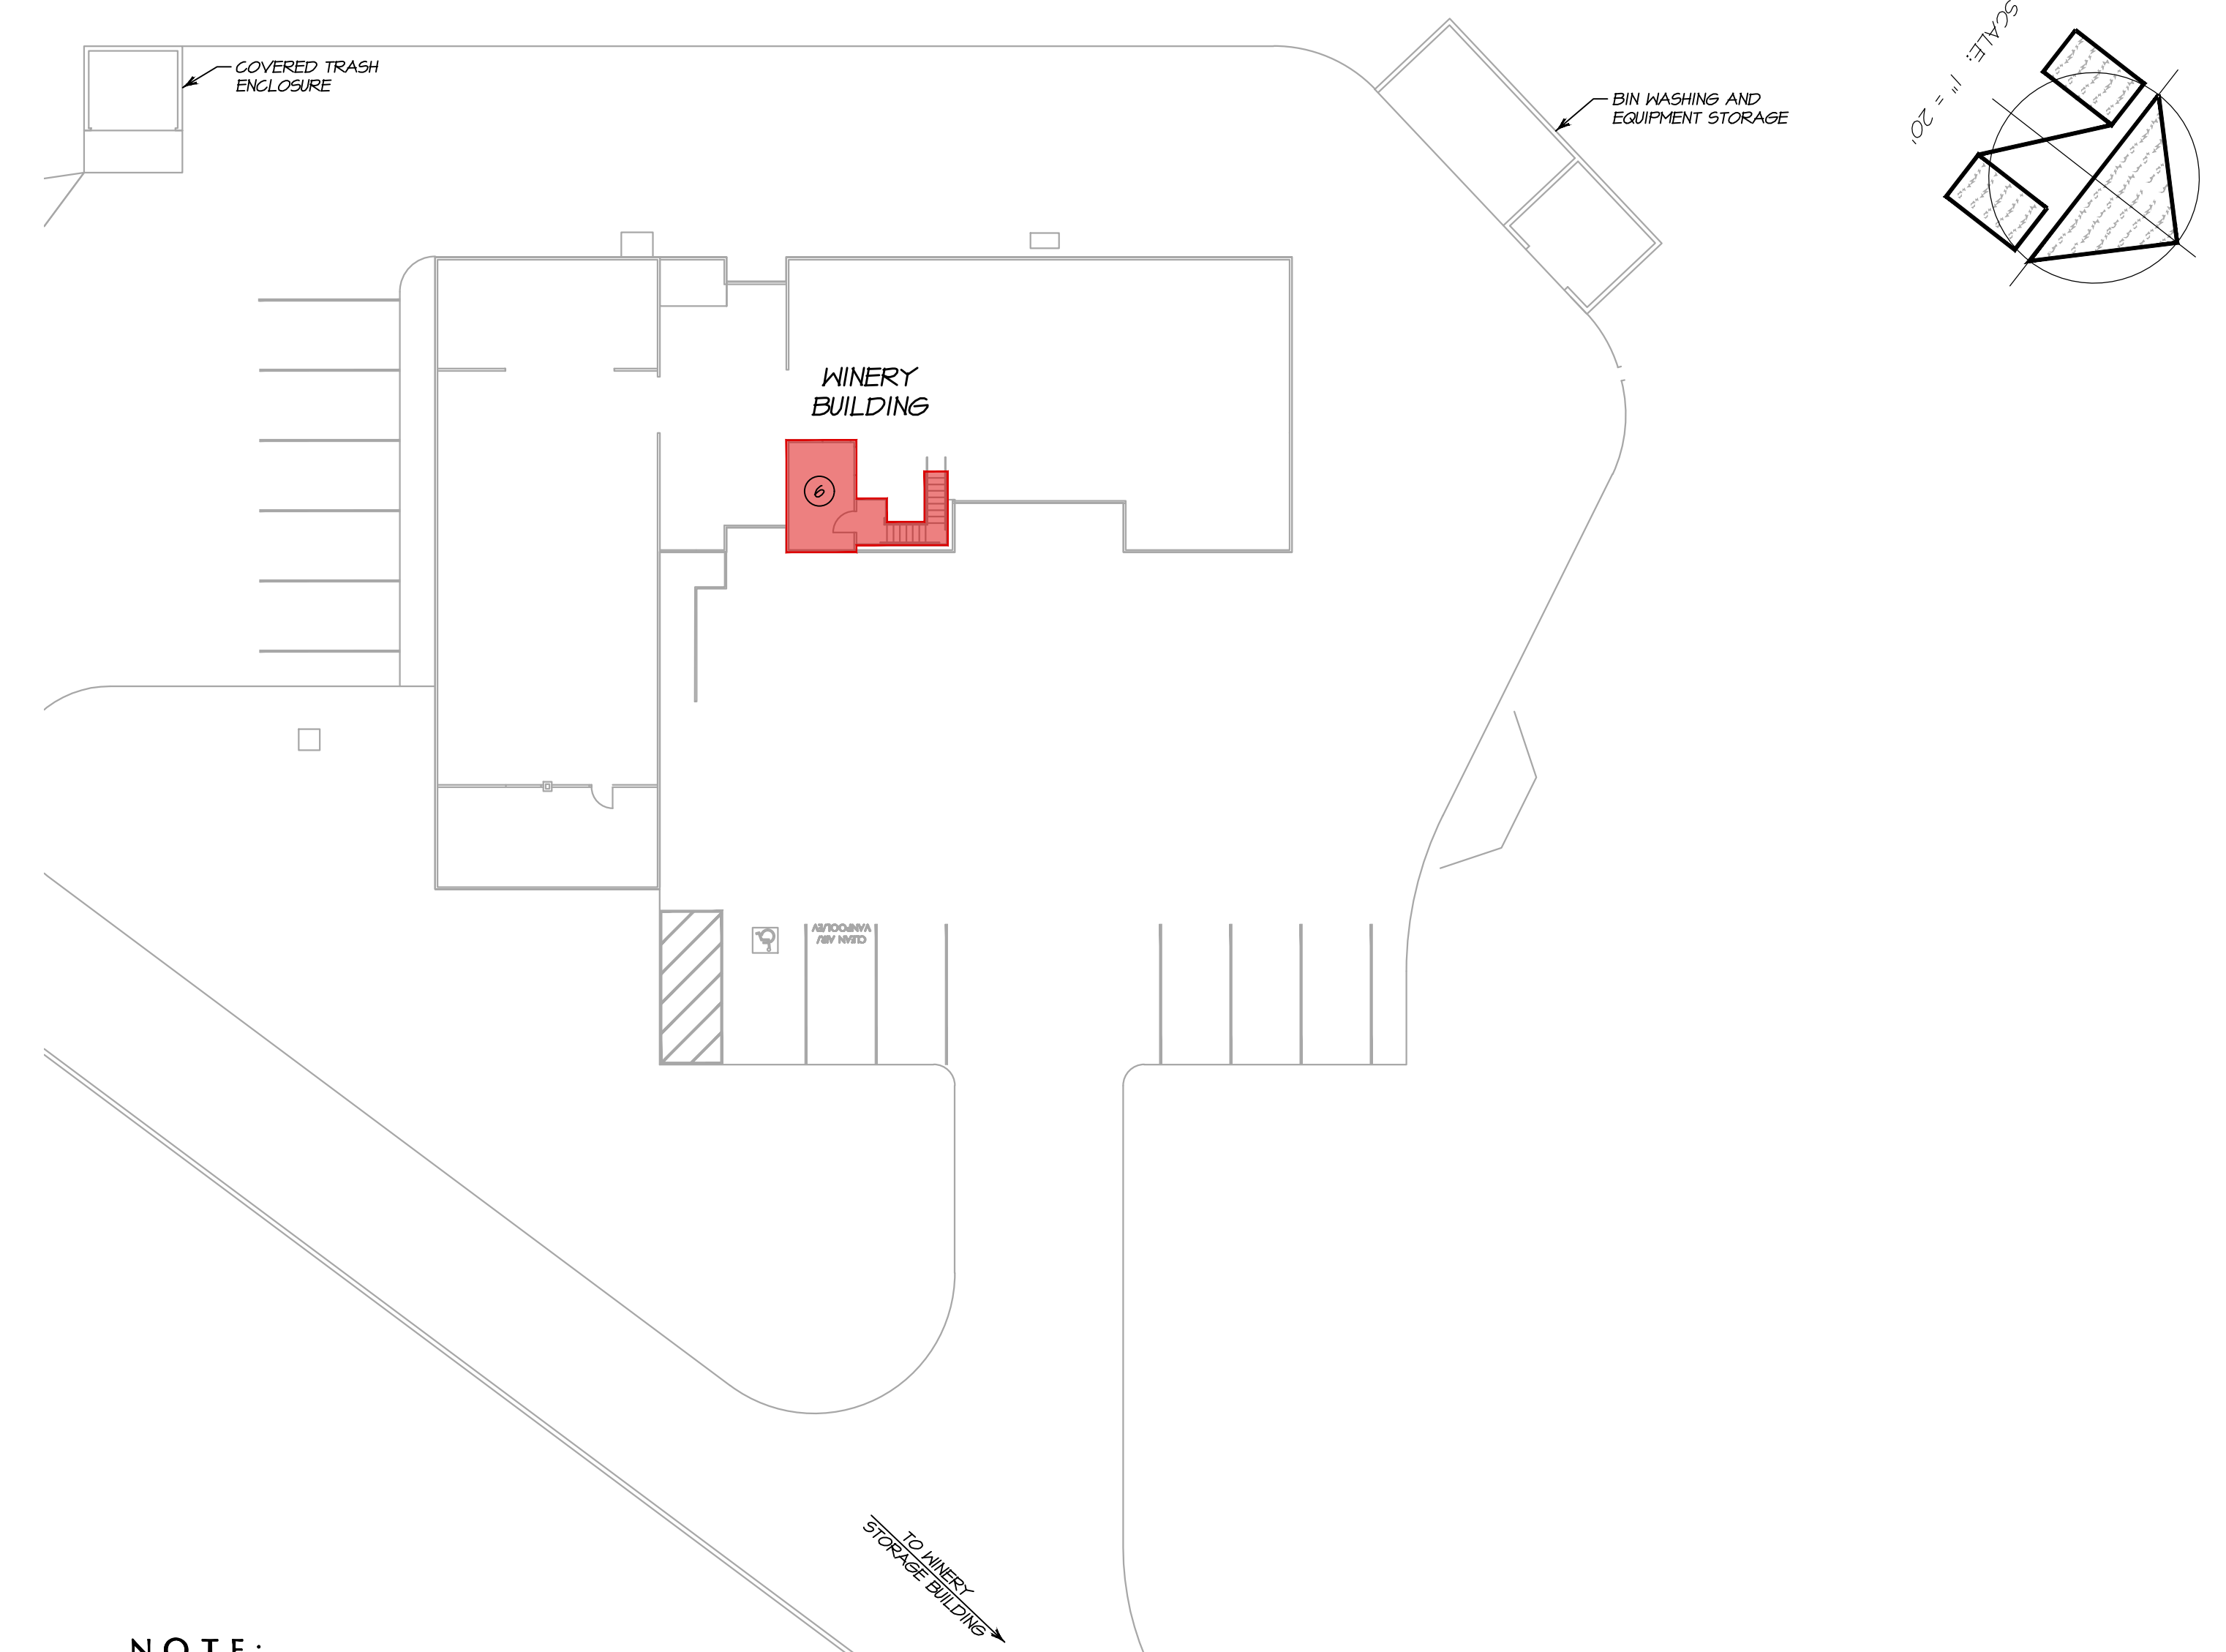 COVERED TRASH
ENCLOSURE
BIN WASHING AND
EQUIPMENT STORAGE
SCALE: 1" = 20'
WINERY
BUILDING
6
CLEAN AIR/
VANPOOL/EV
TO WINERY
STORAGE BUILDING
NOTE: